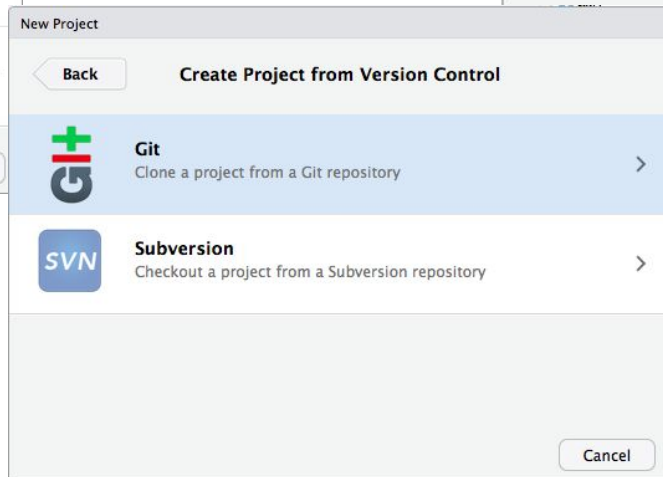 New Project
Back
Create Project from Version Control
git
Git
Clone a project from a Git repository
SVN
Subversion
Checkout a project from a Subversion repository
Cancel